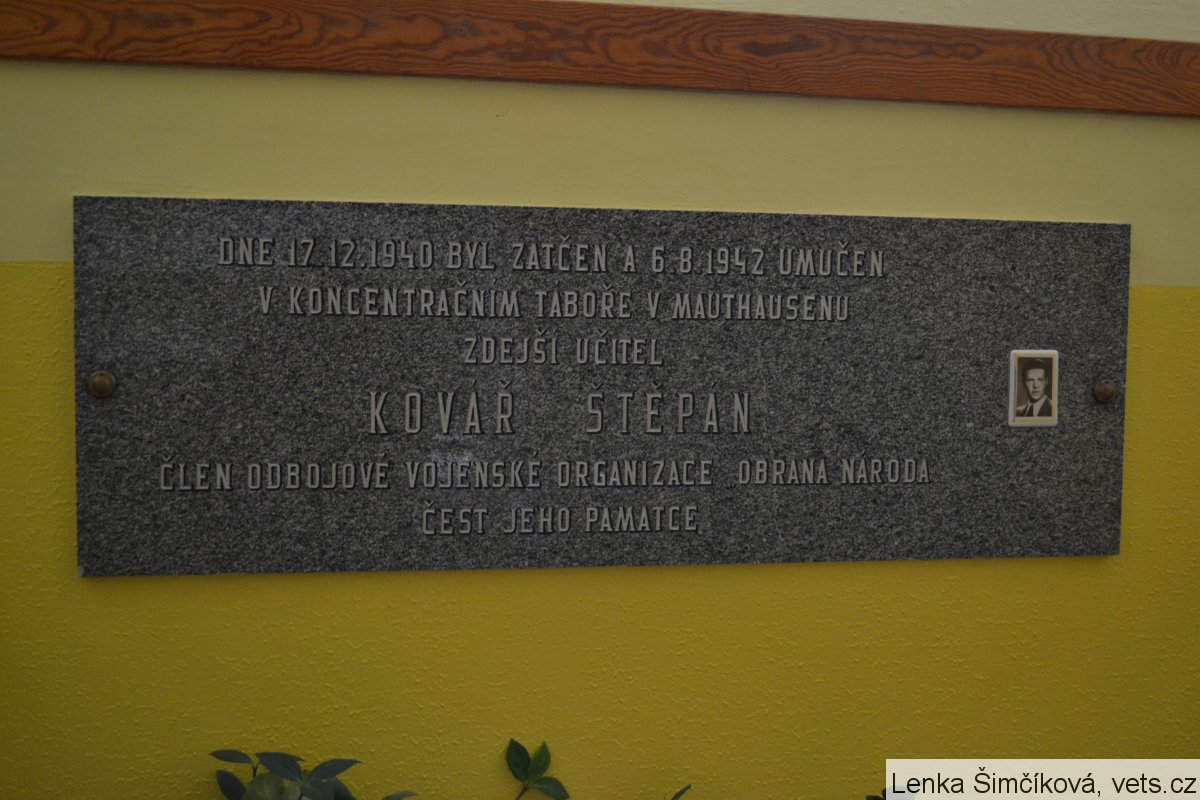 DNE 17.12.1940 BYL ZATČEN A 6.8.1942 UMUČEN
V KONCENTRAČNÍM TÁBOŘE V MAUTHAUSENU
ZDEJŠÍ UČITEL
KOVÁŘ ŠTĚPÁN
ČLEN ODBOJOVÉ VOJENSKÉ ORGANIZACE OBRANA NÁRODA
ČEST JEHO PAMÁTCE
Lenka Šimčíková, vets.cz